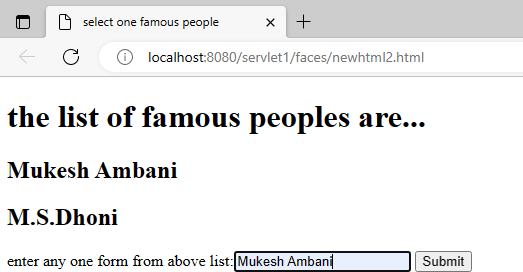 select one famous people
localhost:8080/servlet1/faces/newhtml2.html
the list of famous peoples are...
Mukesh Ambani
M.S.Dhoni
enter any one form from above list: Mukesh Ambani Submit